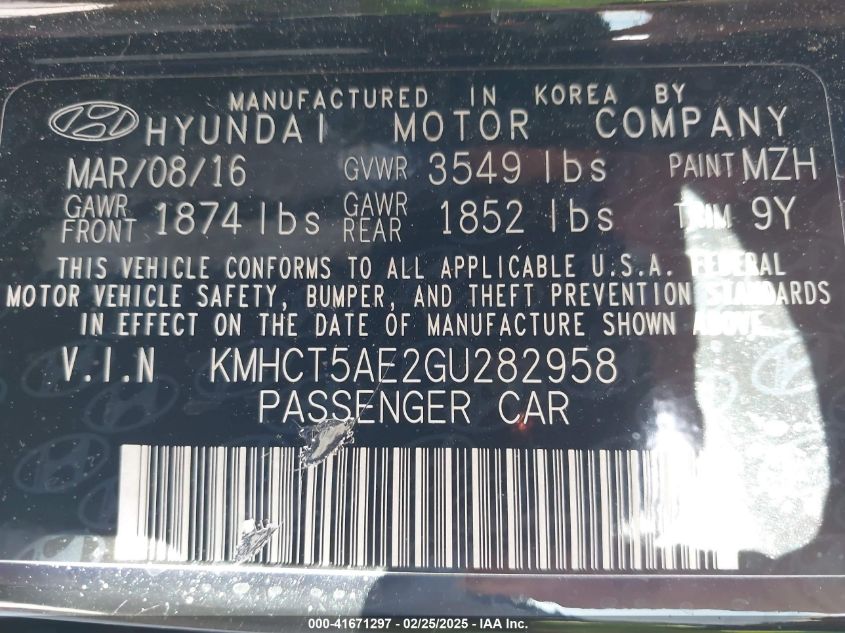 MANUFACTURED IN KOREA BY
HYUNDAI MOTOR COMPANY
MAR/08/16 GVWR 3549 lbs PAINT MZH
GAWR FRONT 1874 lbs GAWR REAR 1852 lbs TRIM 9Y
THIS VEHICLE CONFORMS TO ALL APPLICABLE U.S.A. FEDERAL
MOTOR VEHICLE SAFETY, BUMPER, AND THEFT PREVENTION STANDARDS
IN EFFECT ON THE DATE OF MANUFACTURE SHOWN ABOVE.
V.I.N KMHCT5AE2GU282958
PASSENGER CAR
000-41671297 - 02/25/2025 - IAA Inc.